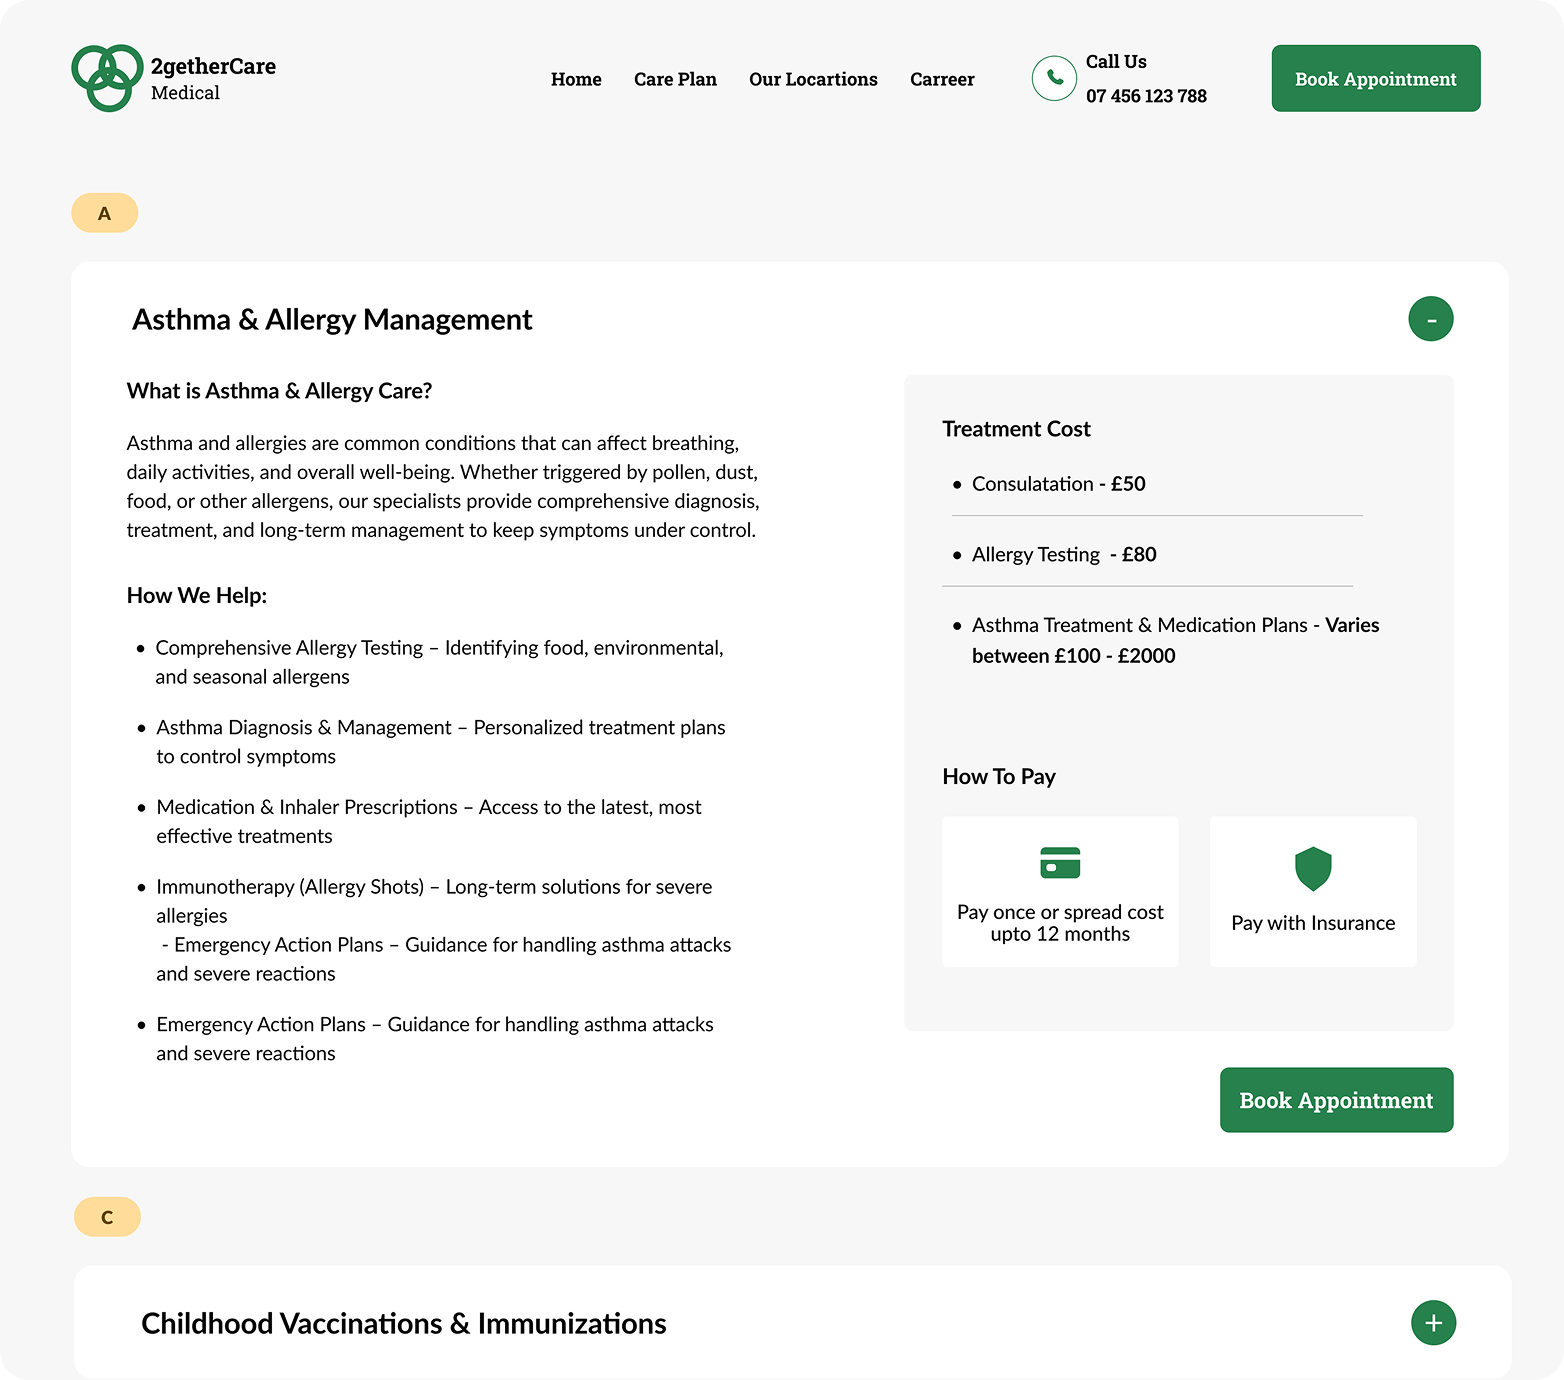 2getherCare
Medical
Home
Care Plan
Our Locartions
Carreer
Call Us
07 456 123 788
Book Appointment
A
Asthma & Allergy Management
-
What is Asthma & Allergy Care?
Asthma and allergies are common conditions that can affect breathing,
daily activities, and overall well-being. Whether triggered by pollen, dust,
food, or other allergens, our specialists provide comprehensive diagnosis,
treatment, and long-term management to keep symptoms under control.
How We Help:
• Comprehensive Allergy Testing – Identifying food, environmental,
and seasonal allergens
• Asthma Diagnosis & Management – Personalized treatment plans
to control symptoms
• Medication & Inhaler Prescriptions – Access to the latest, most
effective treatments
• Immunotherapy (Allergy Shots) – Long-term solutions for severe
allergies
- Emergency Action Plans – Guidance for handling asthma attacks
and severe reactions
• Emergency Action Plans – Guidance for handling asthma attacks
and severe reactions
Treatment Cost
• Consulatation - £50
• Allergy Testing  - £80
• Asthma Treatment & Medication Plans - Varies
between £100 - £2000
How To Pay
Pay once or spread cost
upto 12 months
Pay with Insurance
Book Appointment
C
Childhood Vaccinations & Immunizations
+